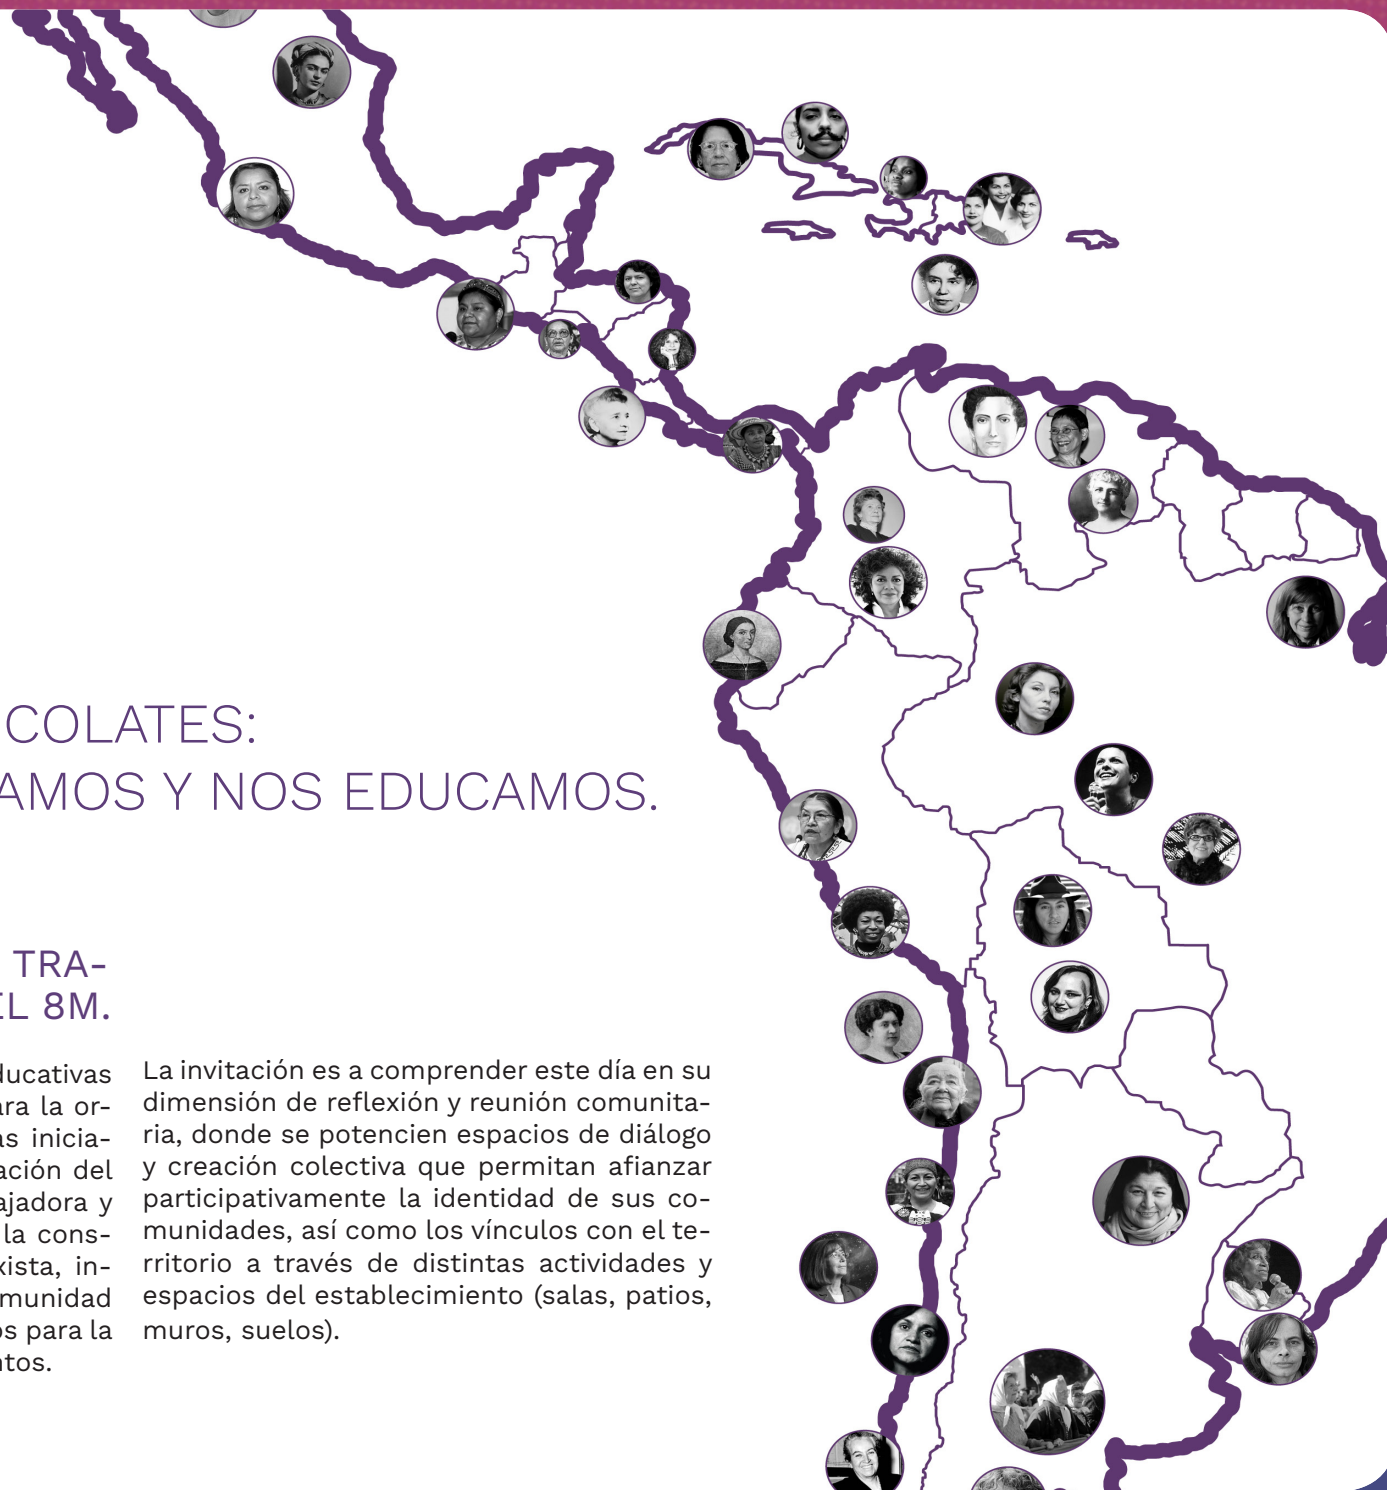 COLATES:
AMOS Y NOS EDUCAMOS.
TRA-
EL 8M.
ducativas
ara la or-
as inicia-
ación del
ajadora y
la cons-
xista, in-
munidad
os para la
ntos.
La invitación es a comprender este día en su
dimensión de reflexión y reunión comunita-
ria, donde se potencien espacios de diálogo
y creación colectiva que permitan afianzar
participativamente la identidad de sus co-
munidades, así como los vínculos con el te-
rritorio a través de distintas actividades y
espacios del establecimiento (salas, patios,
muros, suelos).